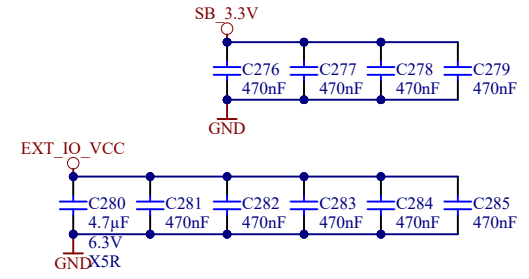 SB_3.3V
C276 C277 C278 C279
470nF 470nF 470nF 470nF
GND
EXT_IO_VCC
C280 C281 C282 C283 C284 C285
4.7µF 470nF 470nF 470nF 470nF 470nF
6.3V
X5R
GND